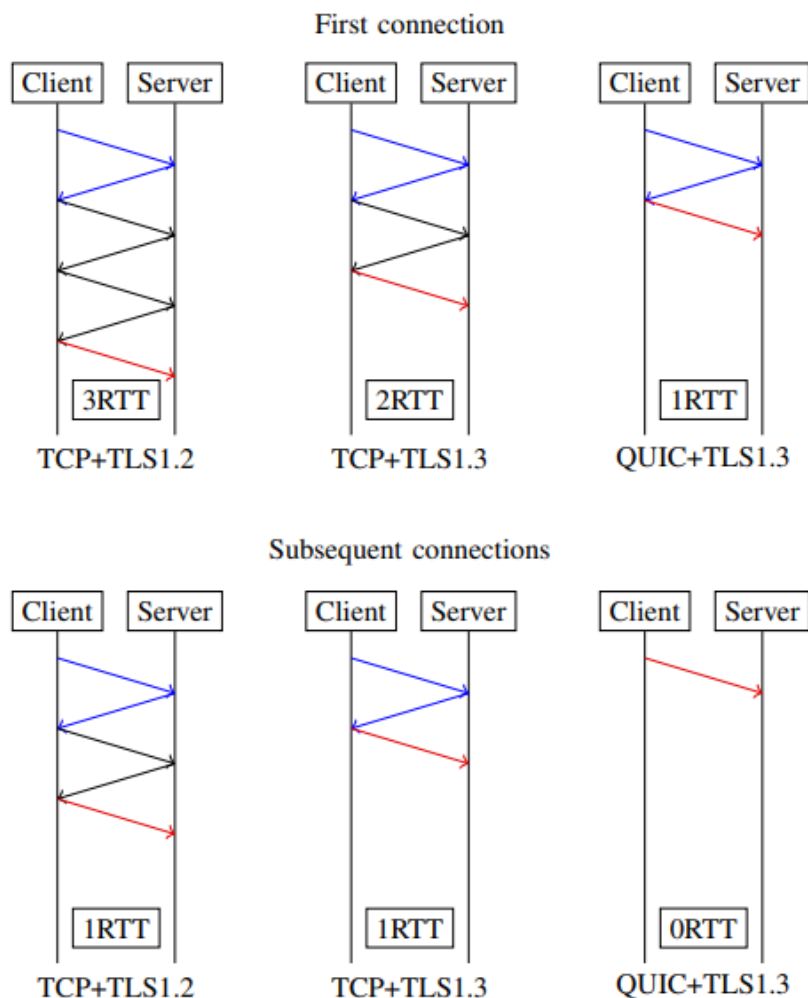 First connection
Client Server Client Server Client Server
3RTT 2RTT 1RTT
TCP+TLS1.2 TCP+TLS1.3 QUIC+TLS1.3
Subsequent connections
Client Server Client Server Client Server
1RTT 1RTT 0RTT
TCP+TLS1.2 TCP+TLS1.3 QUIC+TLS1.3